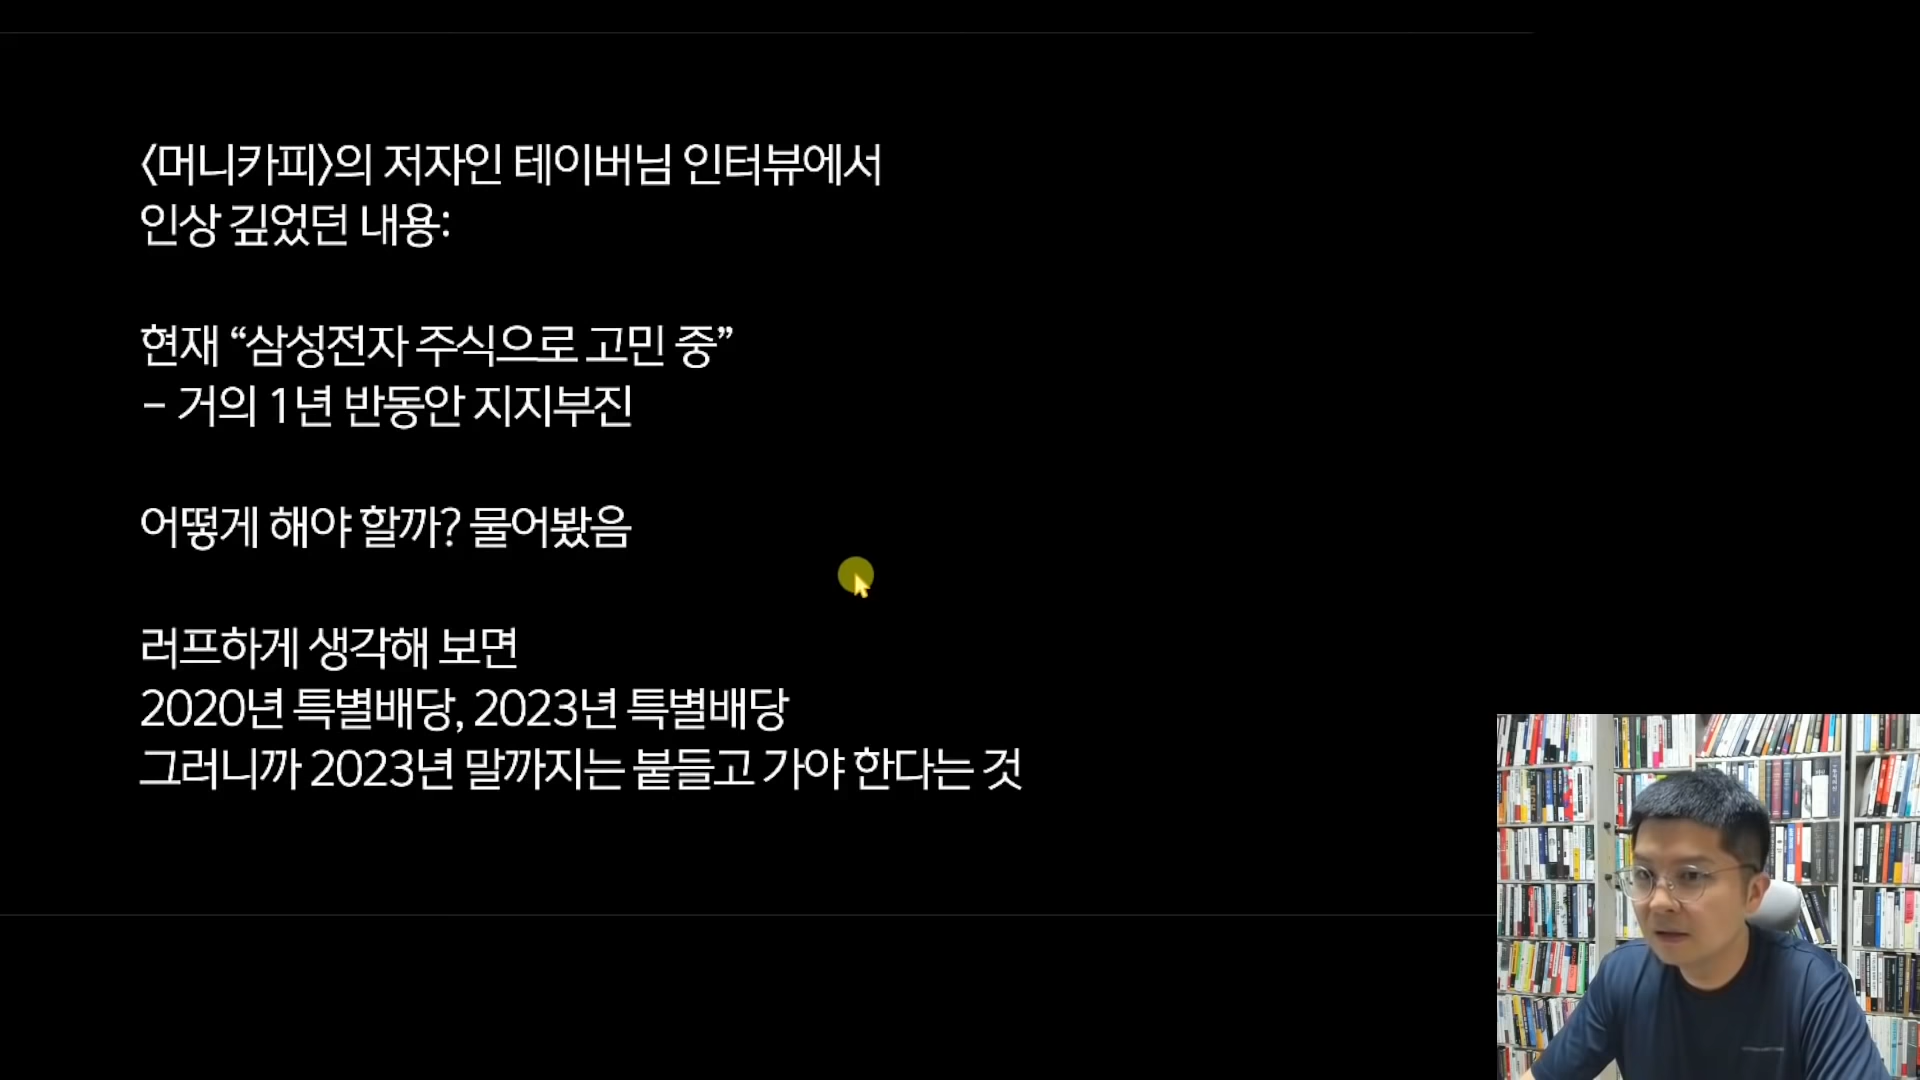 〈머니카피〉의 저자인 테이버님 인터뷰에서
인상 깊었던 내용:
현재 “삼성전자 주식으로 고민 중”
- 거의 1년 반동안 지지부진
어떻게 해야 할까? 물어봤음
러프하게 생각해 보면
2020년 특별배당, 2023년 특별배당
그러니까 2023년 말까지는 붙들고 가야 한다는 것